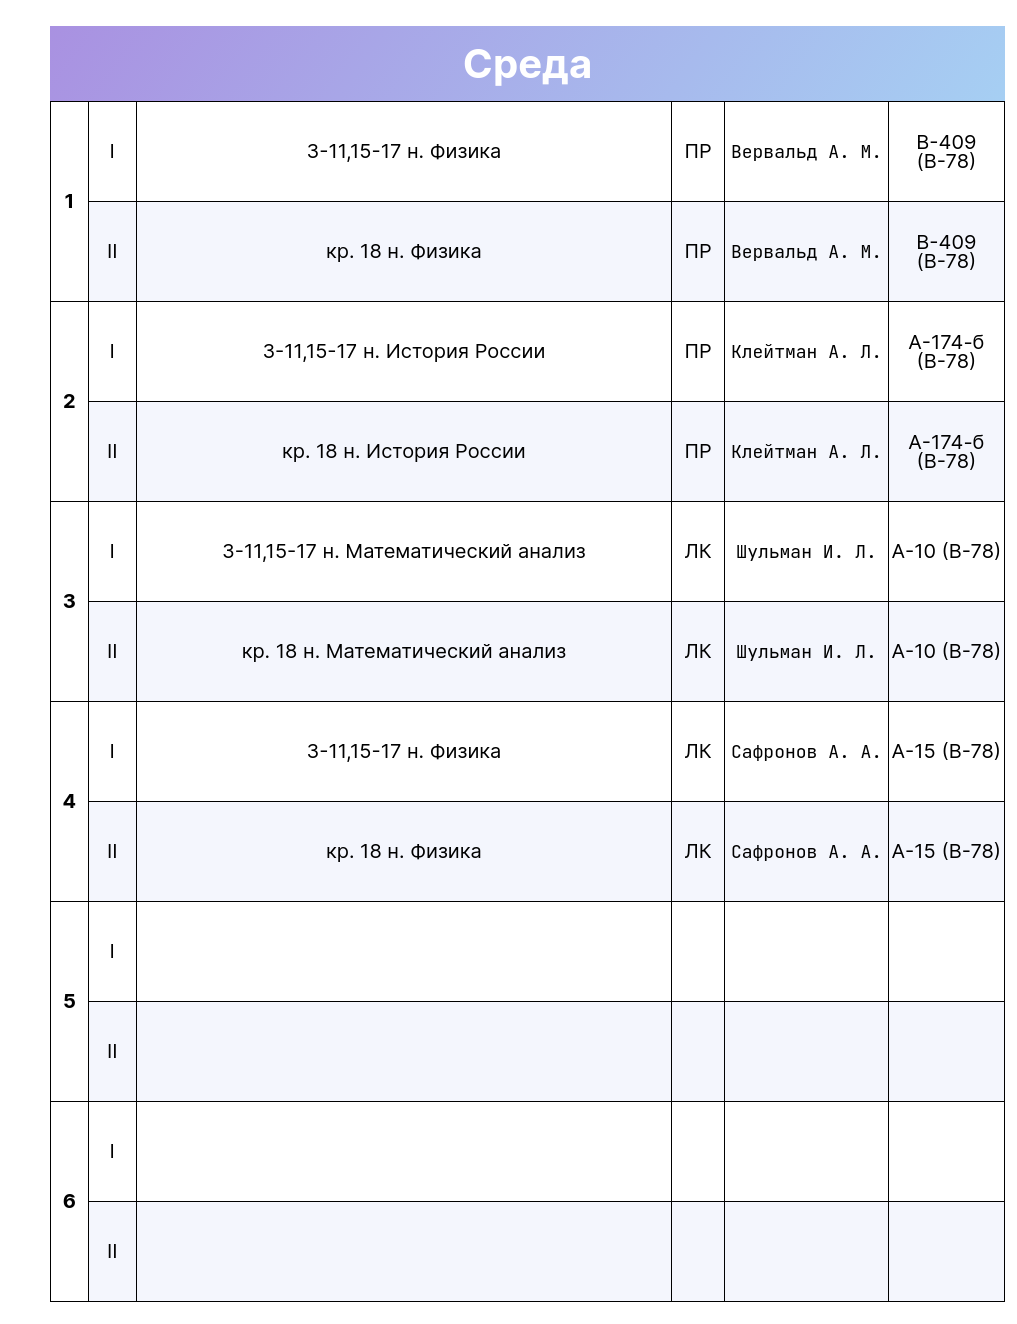 Среда
1
I
3-11,15-17 н. Физика
ПР
Вервальд А. М.
В-409
(В-78)
II
кр. 18 н. Физика
ПР
Вервальд А. М.
В-409
(В-78)
2
I
3-11,15-17 н. История России
ПР
Клейтман А. Л.
А-174-б
(В-78)
II
кр. 18 н. История России
ПР
Клейтман А. Л.
А-174-б
(В-78)
3
I
3-11,15-17 н. Математический анализ
ЛК
Шульман И. Л.
А-10 (В-78)
II
кр. 18 н. Математический анализ
ЛК
Шульман И. Л.
А-10 (В-78)
4
I
3-11,15-17 н. Физика
ЛК
Сафронов А. А.
А-15 (В-78)
II
кр. 18 н. Физика
ЛК
Сафронов А. А.
А-15 (В-78)
5
I
II
6
I
II